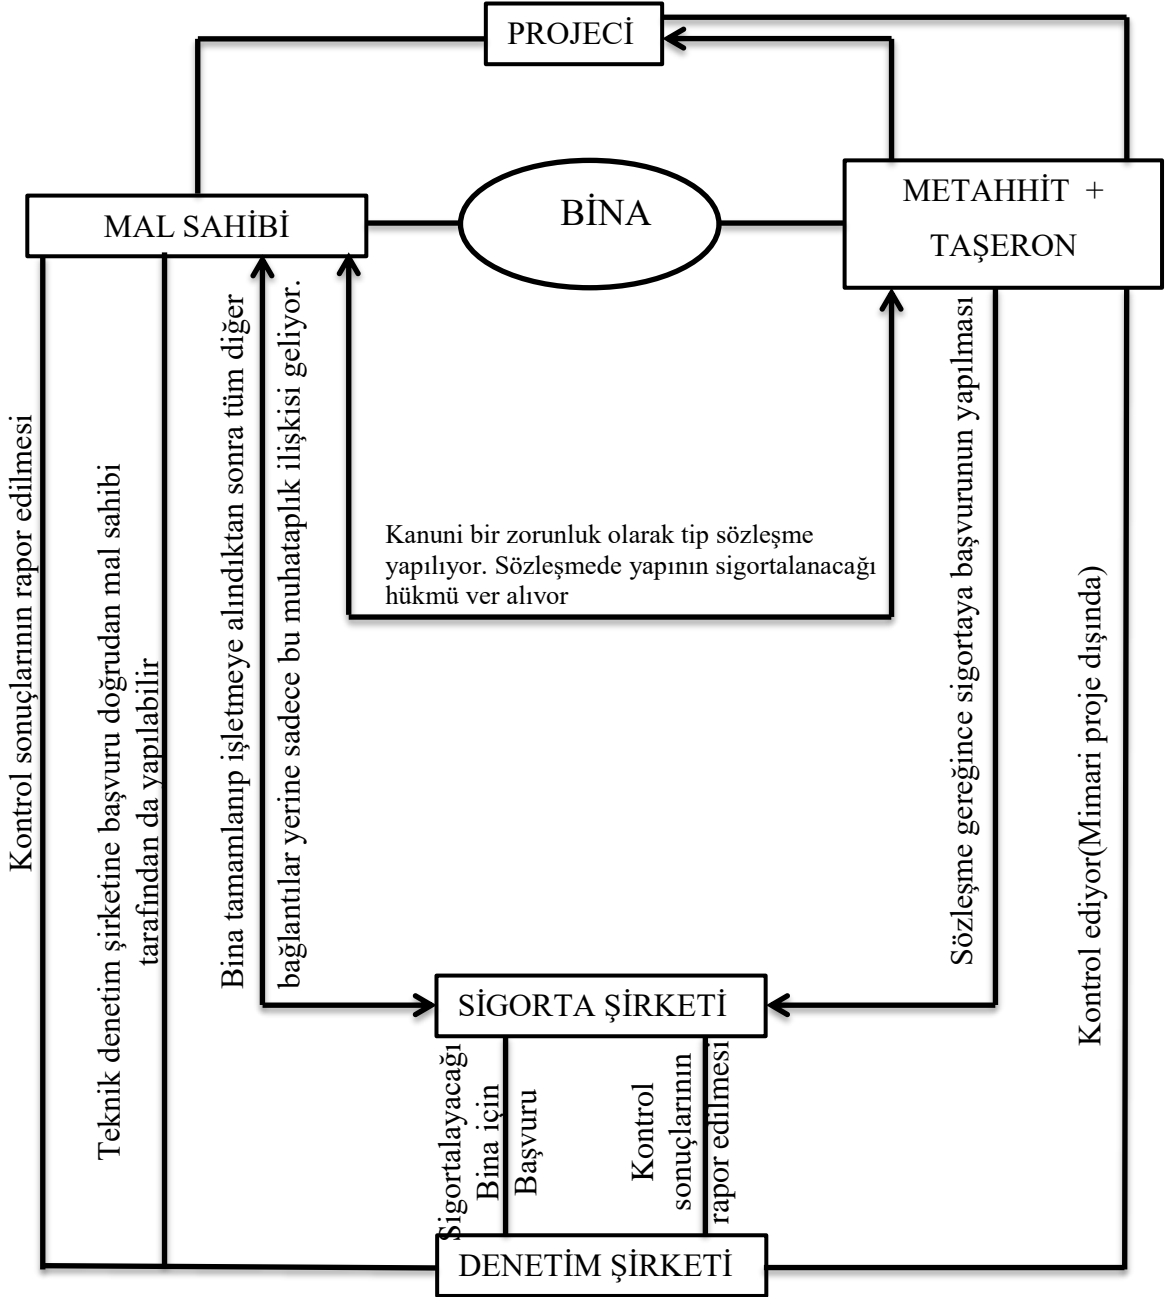 PROJECİ
MAL SAHİBİ
BİNA
METAHHİT +
TAŞERON
Kontrol sonuçlarının rapor edilmesi
Teknik denetim şirketine başvuru doğrudan mal sahibi
tarafından da yapılabilir
Bina tamamlanıp işletmeye alındıktan sonra tüm diğer
bağlantılar yerine sadece bu muhataplık ilişkisi geliyor.
Kanuni bir zorunluk olarak tip sözleşme
yapılıyor. Sözleşmede yapının sigortalanacağı
hükmü ver alıvor
Sözleşme gereğince sigortaya başvurunun yapılması
Kontrol ediyor(Mimari proje dışında)
SİGORTA ŞİRKETİ
Sigortalayacağı
Bina için
Başvuru
Kontrol
sonuçlarının
rapor edilmesi
DENETİM ŞİRKETİ